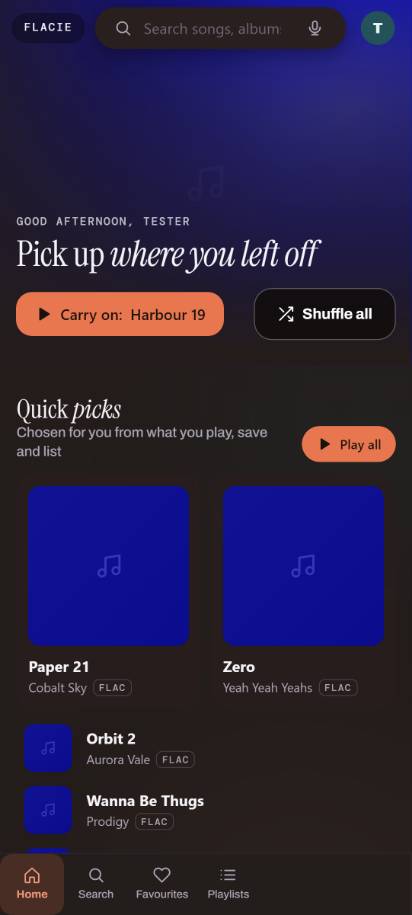 FLACIE
Search songs, albums
T
GOOD AFTERNOON, TESTER
Pick up where you left off
Carry on: Harbour 19
Shuffle all
Quick picks
Chosen for you from what you play, save
and list
Play all
Paper 21
Cobalt Sky FLAC
Zero
Yeah Yeah Yeahs FLAC
Orbit 2
Aurora Vale FLAC
Wanna Be Thugs
Prodigy FLAC
Home
Search
Favourites
Playlists